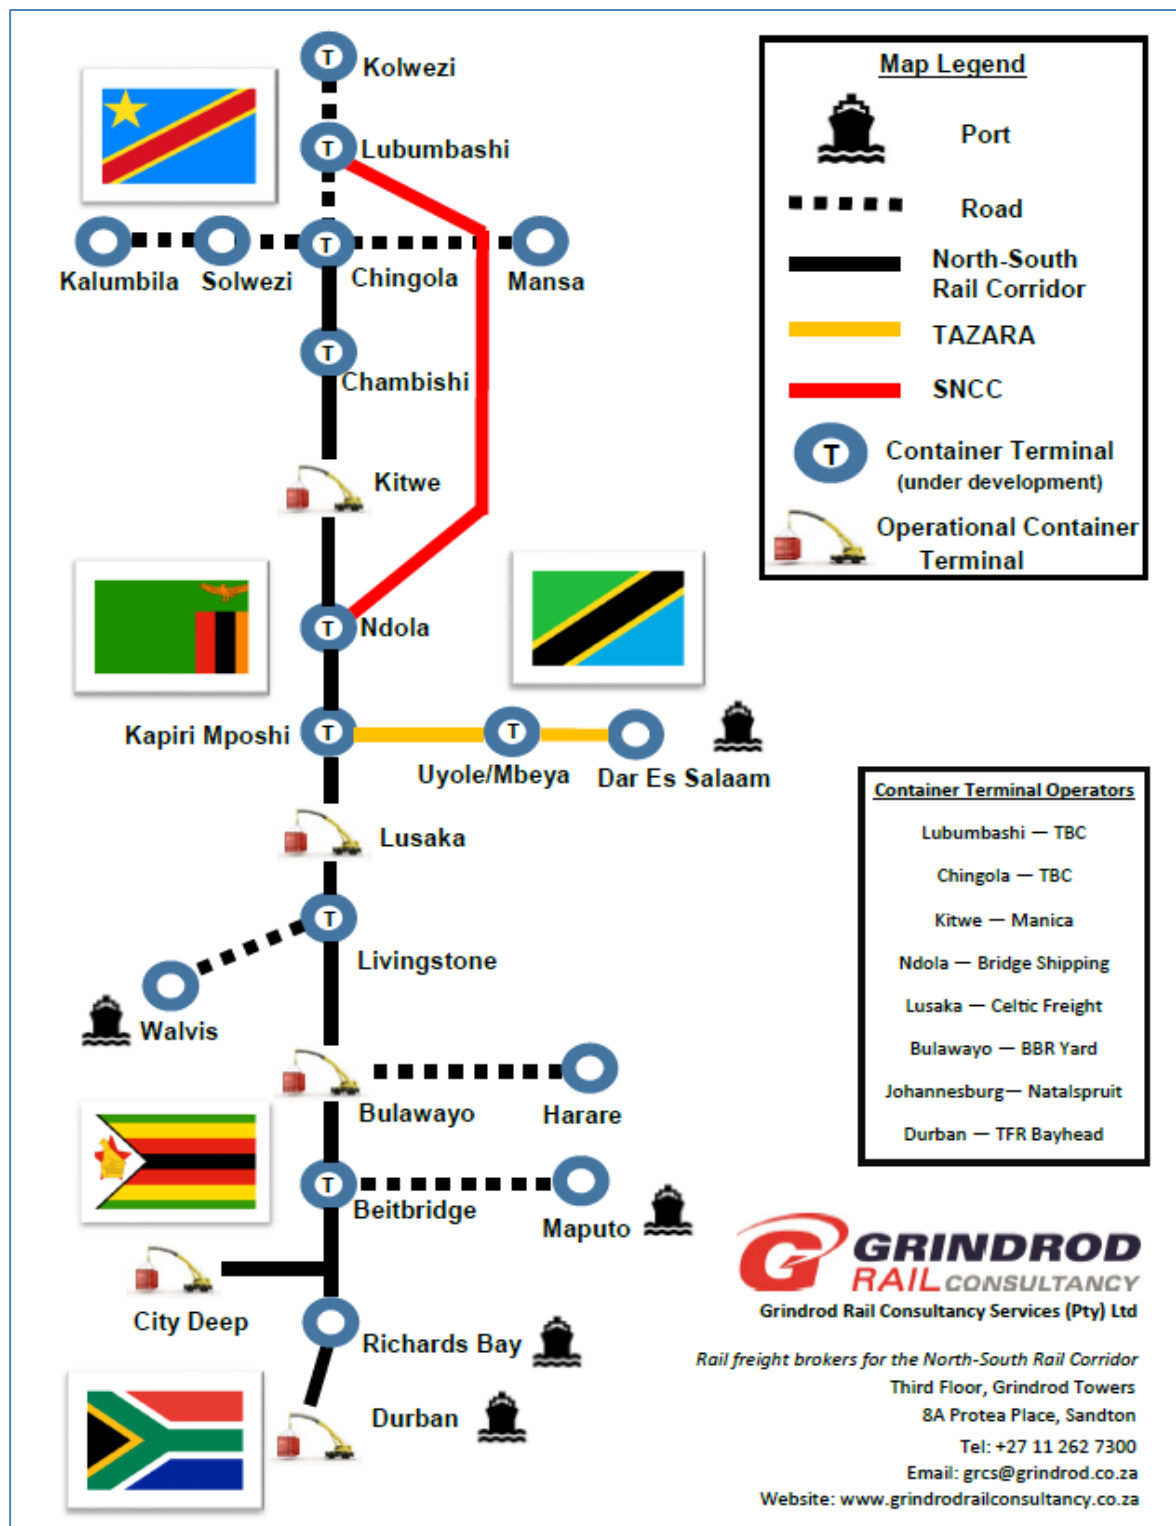 T
Kolwezi
T
Lubumbashi
Kalumbila
Solwezi
T
Chingola
Mansa
T
Chambishi
Kitwe
T
Ndola
Kapiri Mposhi
T
T
Uyole/Mbeya
Dar Es Salaam
Lusaka
T
Livingstone
Walvis
Bulawayo
Harare
T
Beitbridge
Maputo
City Deep
Richards Bay
Durban
Map Legend
Port
Road
North-South
Rail Corridor
TAZARA
SNCC
T
Container Terminal
(under development)
Operational Container
Terminal
Container Terminal Operators
Lubumbashi — TBC
Chingola — TBC
Kitwe — Manica
Ndola — Bridge Shipping
Lusaka — Celtic Freight
Bulawayo — BBR Yard
Johannesburg— Natalspruit
Durban — TFR Bayhead
GRINDROD
RAIL CONSULTANCY
Grindrod Rail Consultancy Services (Pty) Ltd
Rail freight brokers for the North-South Rail Corridor
Third Floor, Grindrod Towers
8A Protea Place, Sandton
Tel: +27 11 262 7300
Email: grcs@grindrod.co.za
Website: www.grindrodrailconsultancy.co.za